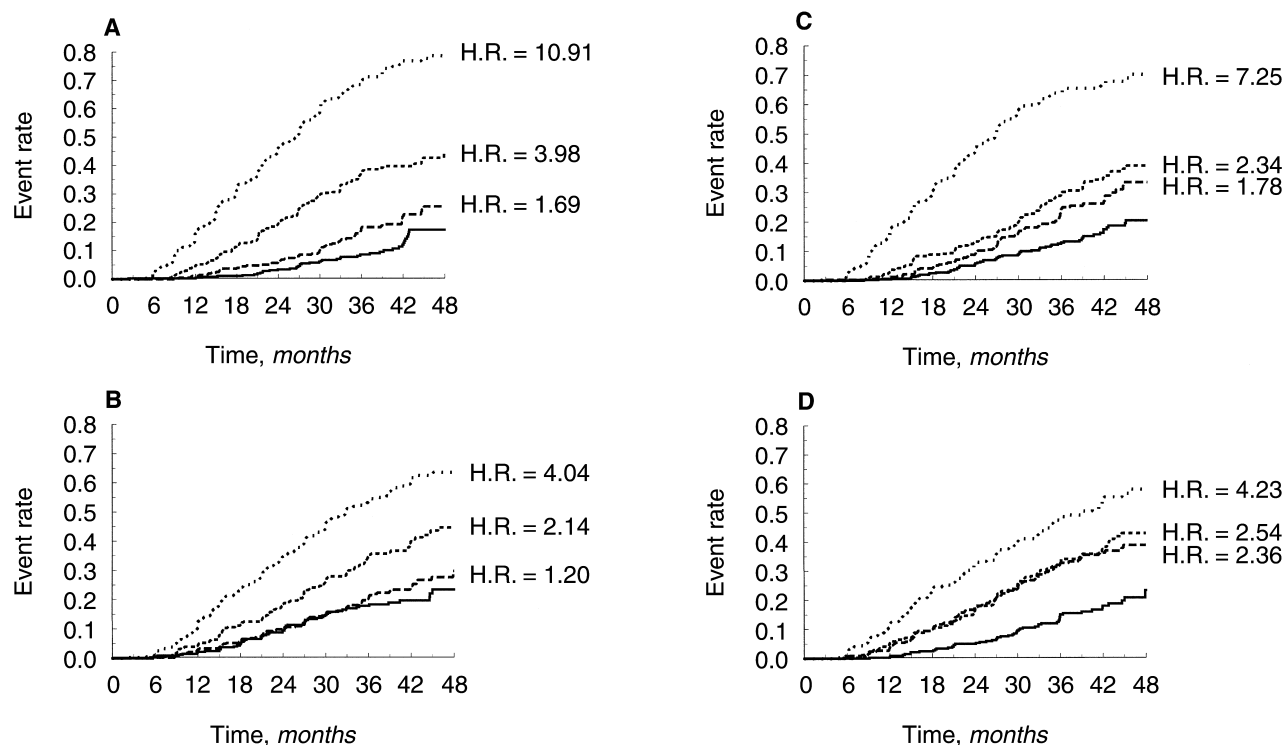 A
Event rate
0.8
0.7
0.6
0.5
0.4
0.3
0.2
0.1
0.0
0 6 12 18 24 30 36 42 48
Time, months
H.R. = 10.91
H.R. = 3.98
H.R. = 1.69
B
Event rate
0.8
0.7
0.6
0.5
0.4
0.3
0.2
0.1
0.0
0 6 12 18 24 30 36 42 48
Time, months
H.R. = 4.04
H.R. = 2.14
H.R. = 1.20
C
Event rate
0.8
0.7
0.6
0.5
0.4
0.3
0.2
0.1
0.0
0 6 12 18 24 30 36 42 48
Time, months
H.R. = 7.25
H.R. = 2.34
H.R. = 1.78
D
Event rate
0.8
0.7
0.6
0.5
0.4
0.3
0.2
0.1
0.0
0 6 12 18 24 30 36 42 48
Time, months
H.R. = 4.23
H.R. = 2.54
H.R. = 2.36